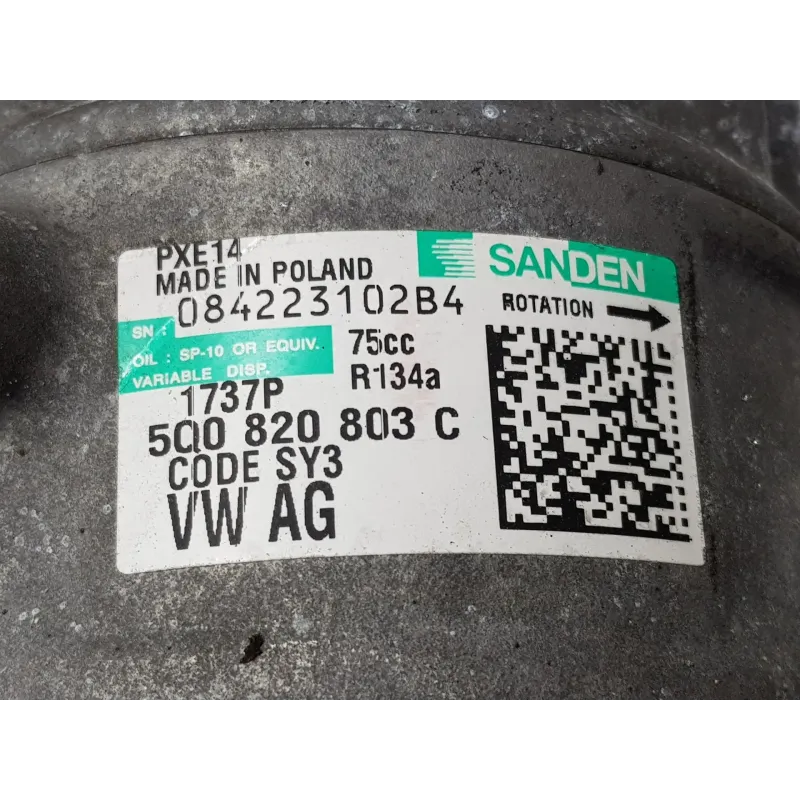 PXE14
MADE IN POLAND
SANDEN
SN: 084223102B4
ROTATION
OIL : SP-10 OR EQUIV. 75cc
VARIABLE DISP. R134a
1737P
5Q0 820 803 C
CODE SY3
VW AG